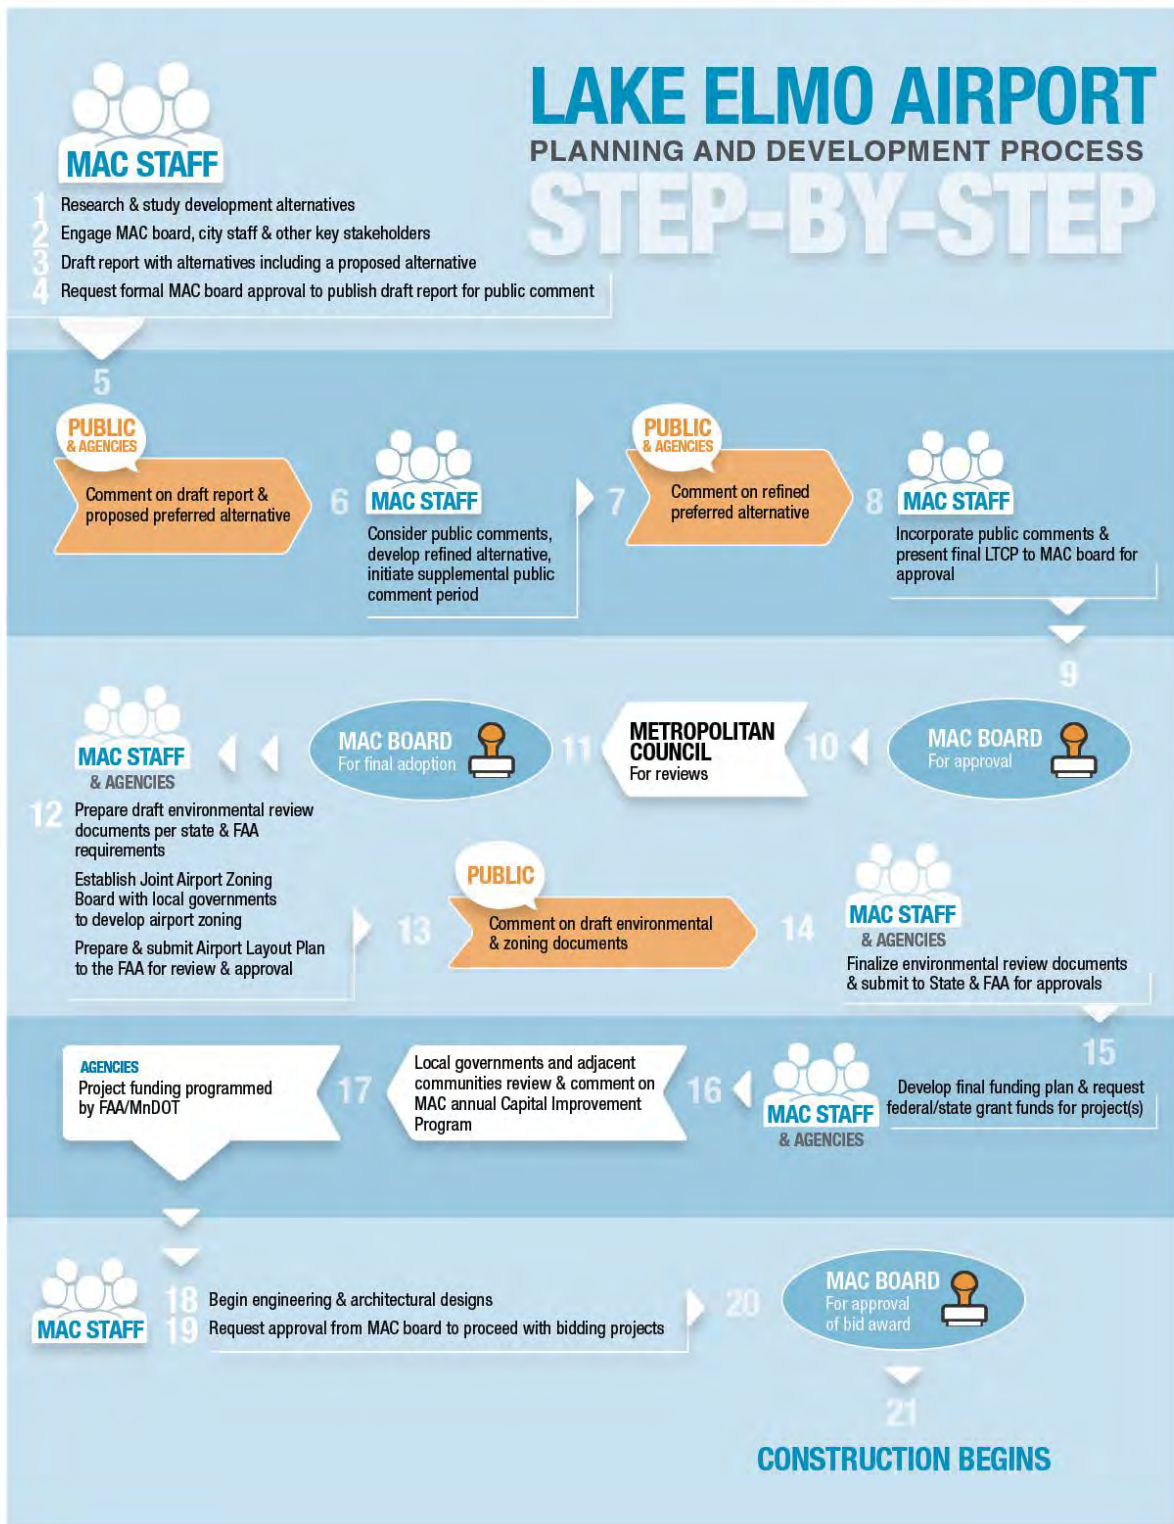 LAKE ELMO AIRPORT
PLANNING AND DEVELOPMENT PROCESS
STEP-BY-STEP
MAC STAFF
1 Research & study development alternatives
2 Engage MAC board, city staff & other key stakeholders
3 Draft report with alternatives including a proposed alternative
4 Request formal MAC board approval to publish draft report for public comment
5
PUBLIC
& AGENCIES
Comment on draft report &
proposed preferred alternative
6
MAC STAFF
Consider public comments,
develop refined alternative,
initiate supplemental public
comment period
7
PUBLIC
& AGENCIES
Comment on refined
preferred alternative
8
MAC STAFF
Incorporate public comments &
present final LTCP to MAC board for
approval
9
MAC BOARD
For approval
10
METROPOLITAN
COUNCIL
For reviews
11
MAC BOARD
For final adoption
MAC STAFF
& AGENCIES
12 Prepare draft environmental review
documents per state & FAA
requirements
Establish Joint Airport Zoning
Board with local governments
to develop airport zoning
Prepare & submit Airport Layout Plan
to the FAA for review & approval
13
PUBLIC
Comment on draft environmental
& zoning documents
14
MAC STAFF
& AGENCIES
Finalize environmental review documents
& submit to State & FAA for approvals
15
Develop final funding plan & request
federal/state grant funds for project(s)
MAC STAFF
& AGENCIES
16
Local governments and adjacent
communities review & comment on
MAC annual Capital Improvement
Program
17
AGENCIES
Project funding programmed
by FAA/MnDOT
MAC STAFF
18 Begin engineering & architectural designs
19 Request approval from MAC board to proceed with bidding projects
20
MAC BOARD
For approval
of bid award
21
CONSTRUCTION BEGINS